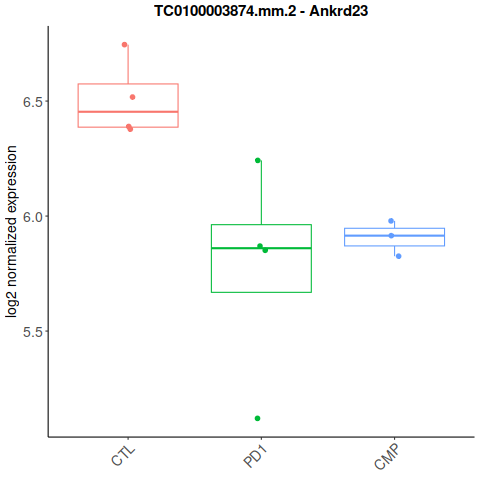 TC0100003874.mm.2 - Ankrd23
log2 normalized expression
6.5
6.0
5.5
CTL
PD1
CMP